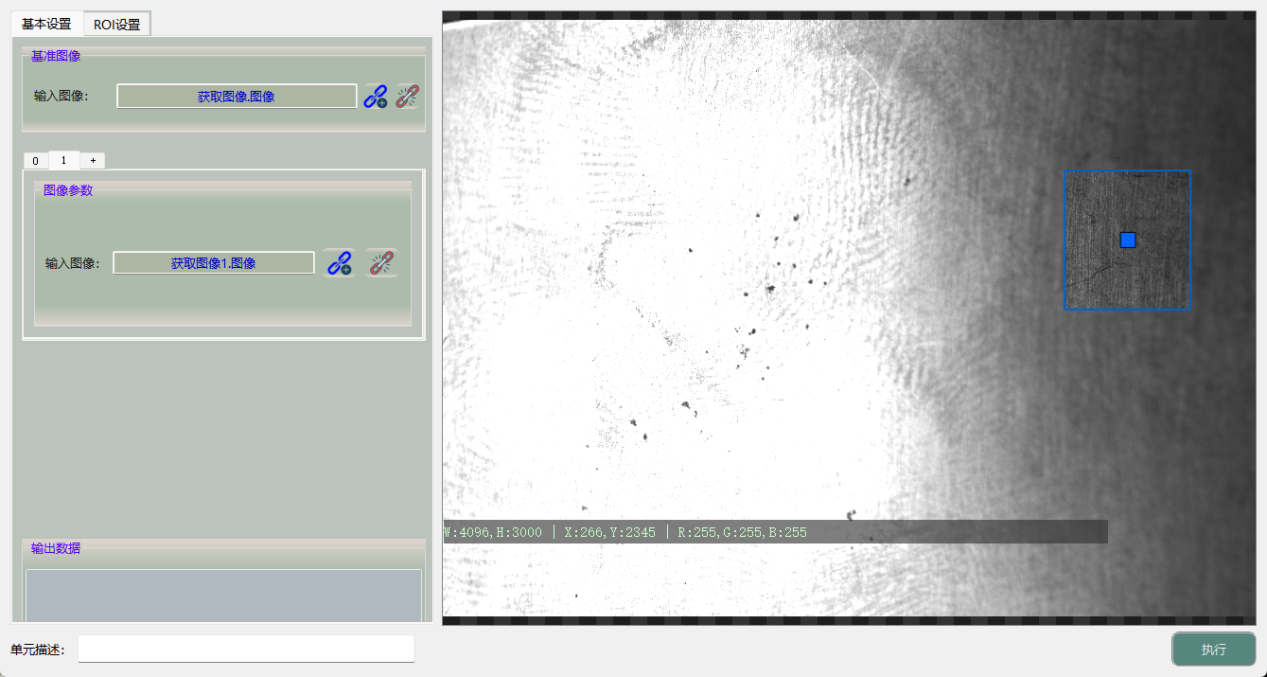 基本设置 ROI设置
基准图像
输入图像: 获取图像.图像
0 1 +
图像参数
输入图像: 获取图像1.图像
输出数据
单元描述:
W:4096,H:3000 | X:266,Y:2345 | R:255,G:255,B:255
执行